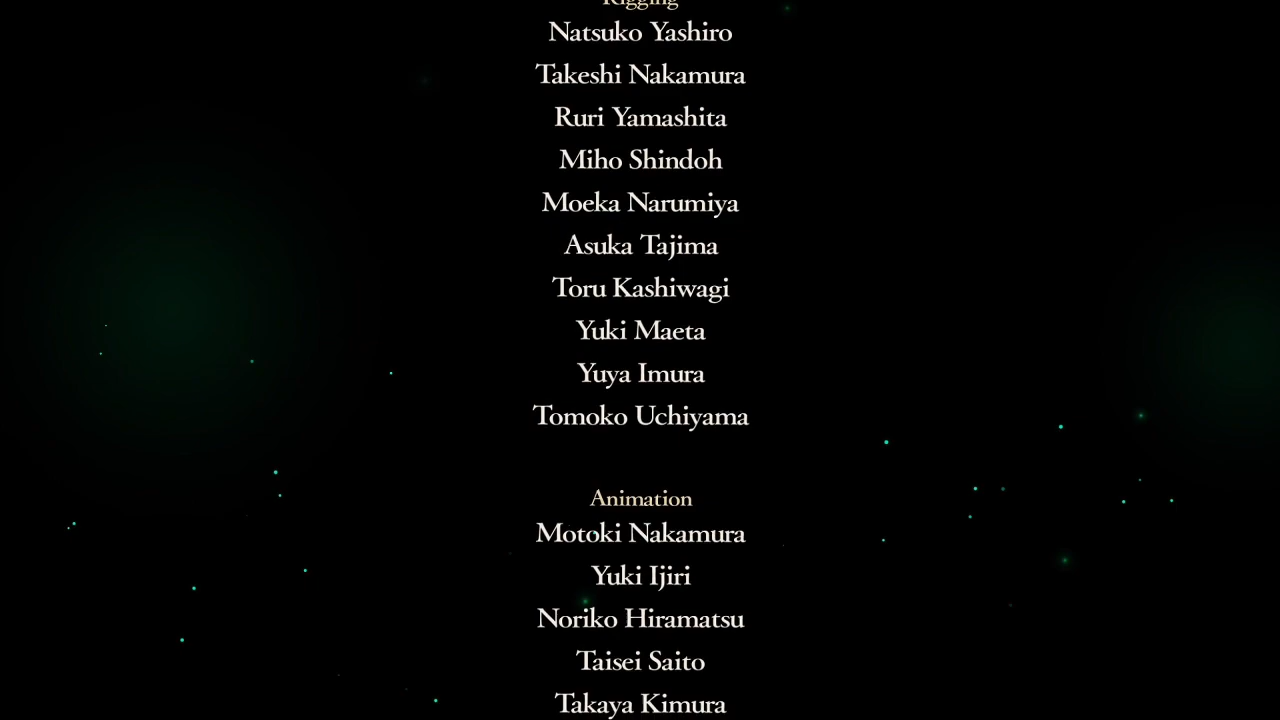 Rigging
Natsuko Yashiro
Takeshi Nakamura
Ruri Yamashita
Miho Shindoh
Moeka Narumiya
Asuka Tajima
Toru Kashiwagi
Yuki Maeta
Yuya Imura
Tomoko Uchiyama
Animation
Motoki Nakamura
Yuki Ijiri
Noriko Hiramatsu
Taisei Saito
Takaya Kimura